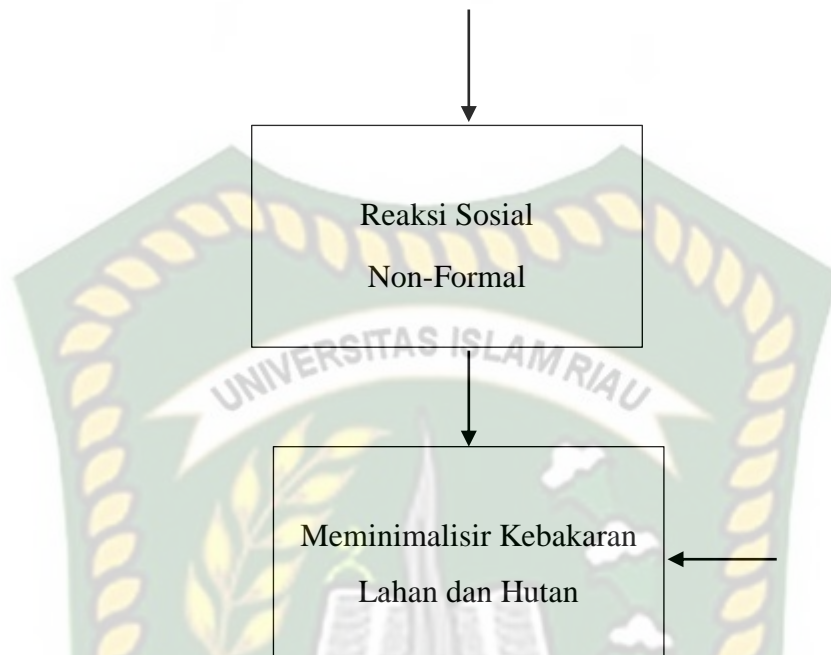 Reaksi Sosial
Non-Formal
UNIVERSITAS ISLAM RIAU
Meminimalisir Kebakaran
Lahan dan Hutan